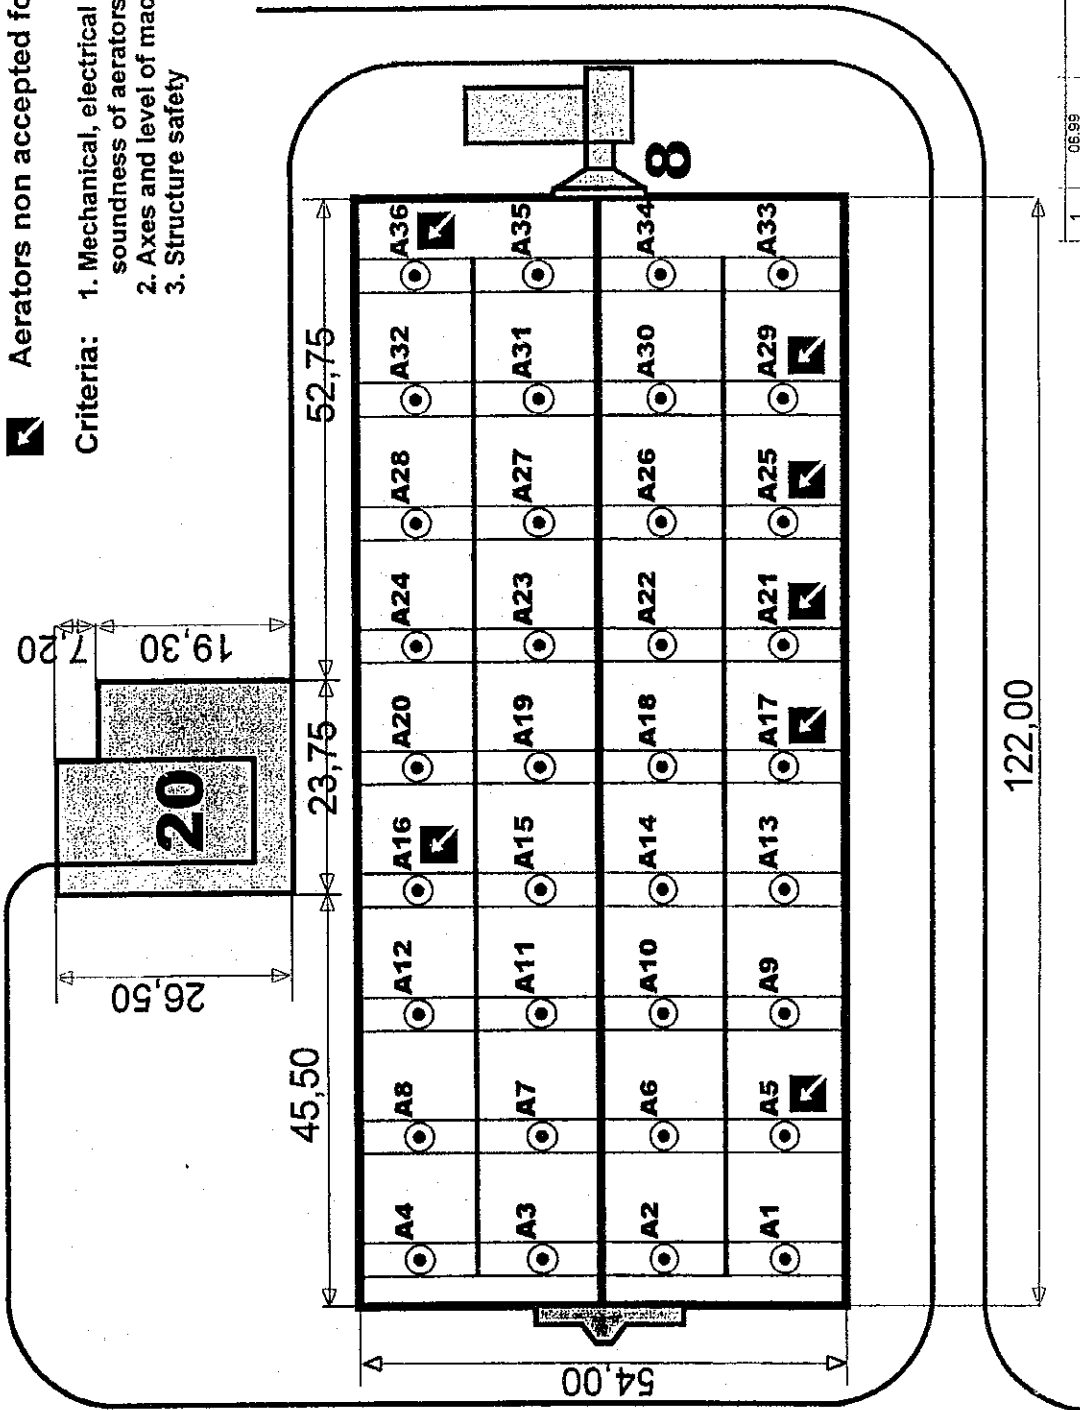 Aerators non accepted fo
Criteria: 1. Mechanical, electrical
soundness of aerators
2. Axes and level of mac
3. Structure safety
7,20
19,30
20
26,50
45,50
23,75
52,75
A4 A8 A12 A16 A20 A24 A28 A32 A36
A3 A7 A11 A15 A19 A23 A27 A31 A35
A2 A6 A10 A14 A18 A22 A26 A30 A34
A1 A5 A9 A13 A17 A21 A25 A29 A33
8
54,00
122,00
1 06.99